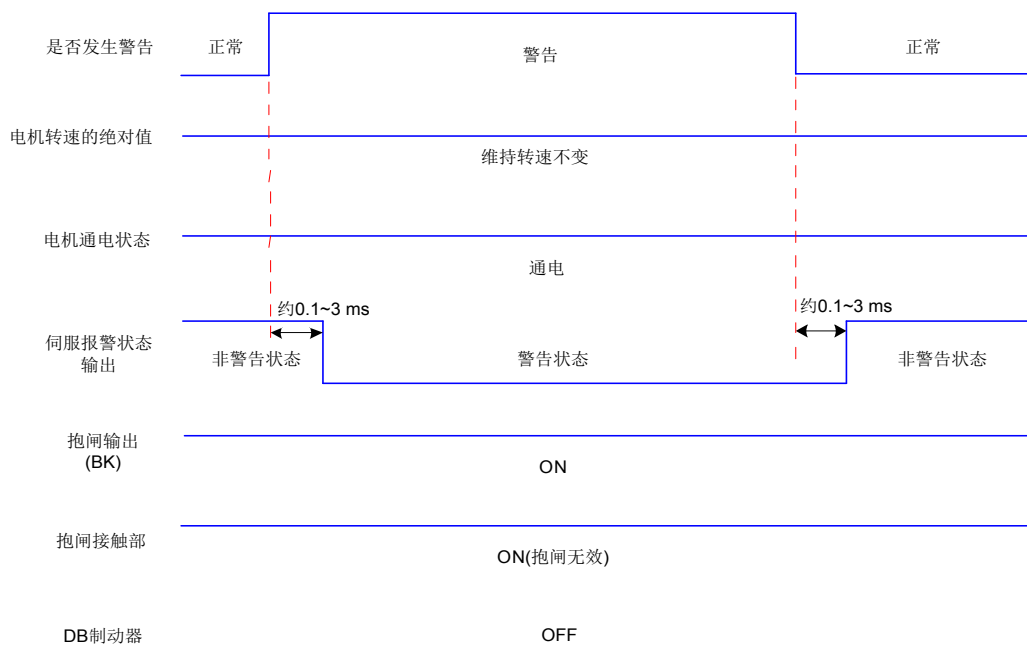 是否发生警告
正常
警告
正常
电机转速的绝对值
维持转速不变
电机通电状态
通电
约0.1~3 ms
约0.1~3 ms
伺服报警状态
输出
非警告状态
警告状态
非警告状态
抱闸输出
(BK)
ON
抱闸接触部
ON(抱闸无效)
DB制动器
OFF